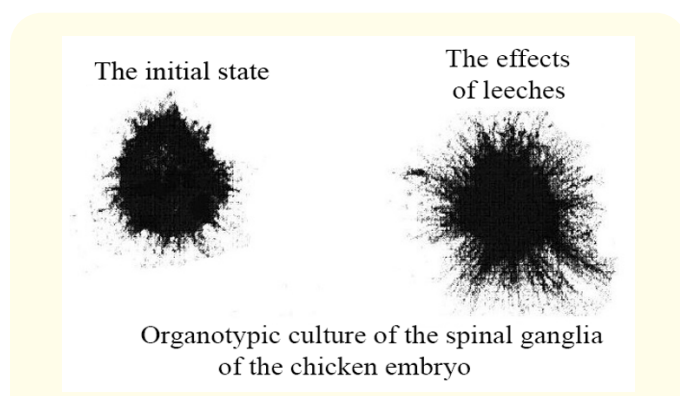 The initial state
The effects
of leeches
Organotypic culture of the spinal ganglia
of the chicken embryo